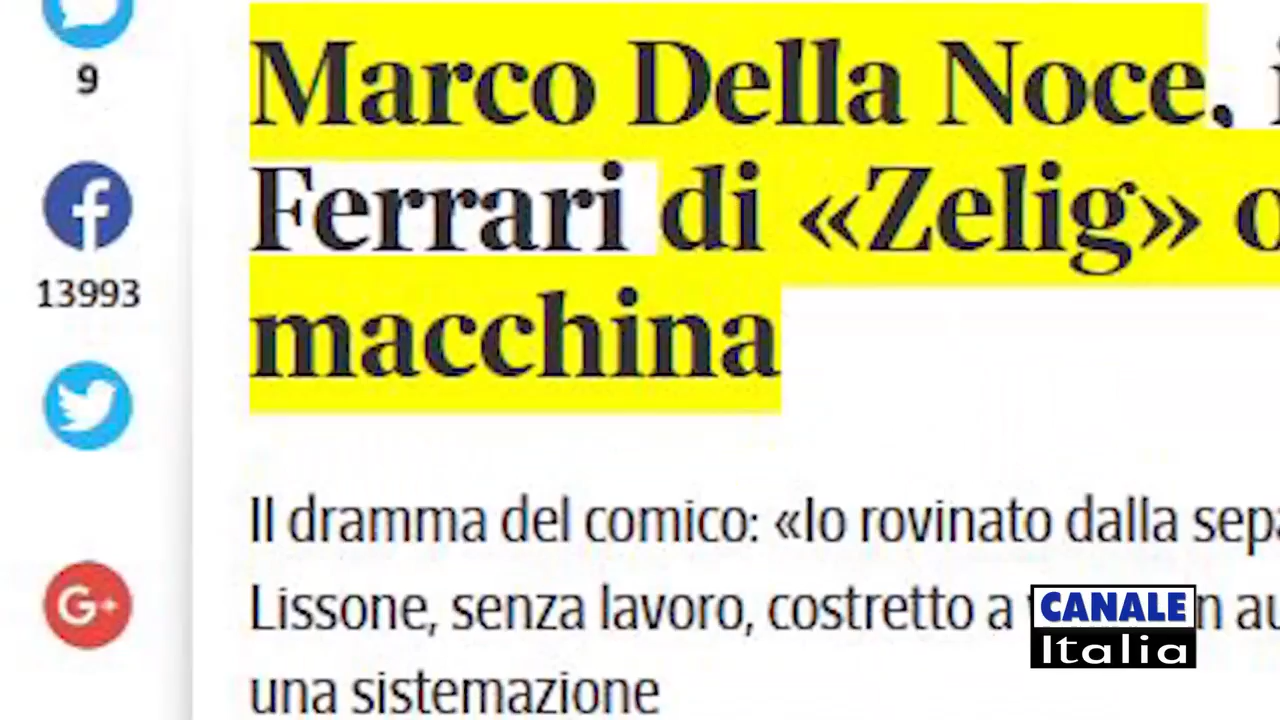 9
13993
Marco Della Noce,
Ferrari di «Zelig»
macchina
Il dramma del comico: «Io rovinato dalla
Lissone, senza lavoro, costretto a
una sistemazione
G+
CANALE
Italia